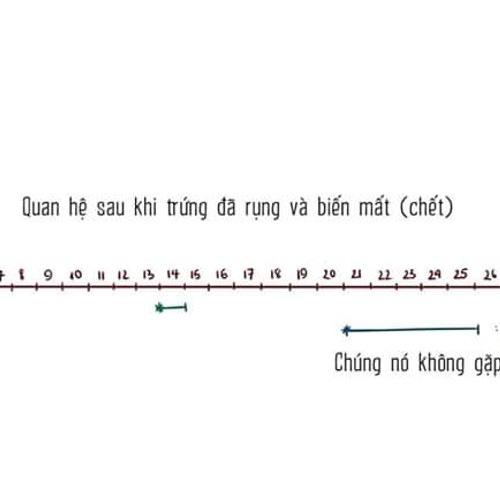 Quan hệ sau khi trứng đã rụng và biến mất (chết)
7 8 9 10 11 12 13 14 15 16 17 18 19 20 21 22 23 24 25 26
Chúng nó không gặp